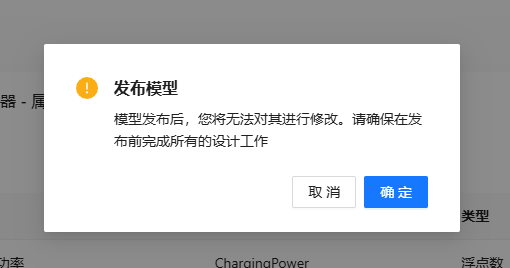 器 - 属
发布模型
模型发布后，您将无法对其进行修改。请确保在发
布前完成所有的设计工作
取 消
确 定
类型
功率
ChargingPower
浮点数